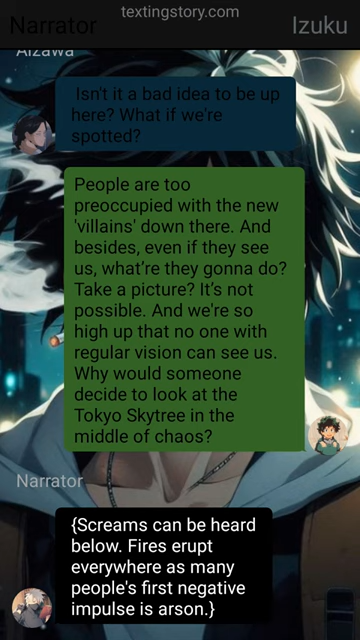 textingstory.com
Narrator
Izuku
Aizawa
Isn't it a bad idea to be up
here? What if we're
spotted?
People are too
preoccupied with the new
'villains' down there. And
besides, even if they see
us, what're they gonna do?
Take a picture? It's not
possible. And we're so
high up that no one with
regular vision can see us.
Why would someone
decide to look at the
Tokyo Skytree in the
middle of chaos?
Narrator
{Screams can be heard
below. Fires erupt
everywhere as many
people's first negative
impulse is arson.}